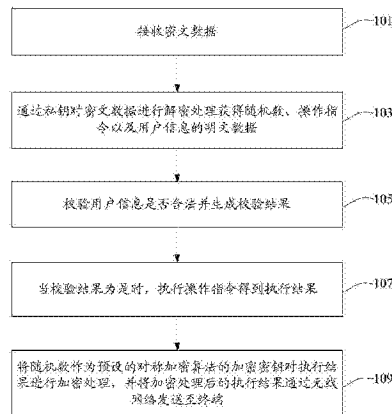 接收密文数据
101
通过私钥对密文数据进行解密处理获得随机数、操作指
令以及用户信息的明文数据
103
校验用户信息是否合法并生成校验结果
105
当校验结果为是时，执行操作指令得到执行结果
107
将随机数作为预设的对称加密算法的加密密钥对执行结
果进行加密处理，并将加密处理后的执行结果通过无线
网络发送至终端
109